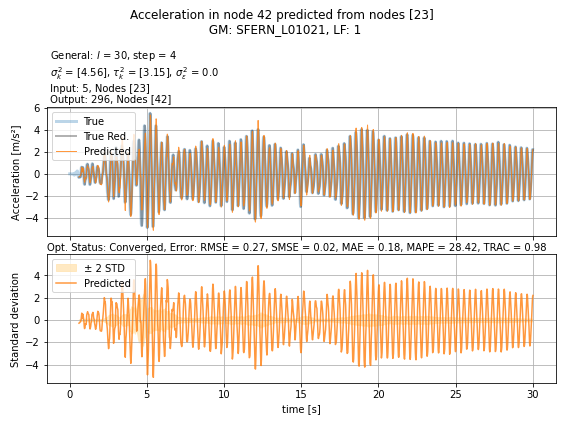 Acceleration in node 42 predicted from nodes [23]
GM: SFERN_L01021, LF: 1
General: l = 30, step = 4
σ²ₖ = [4.56], τ²ₖ = [3.15], σ²ε = 0.0
Input: 5, Nodes [23]
Output: 296, Nodes [42]
6
4
2
0
−2
−4
Acceleration [m/s²]
True
True Red.
Predicted
Opt. Status: Converged, Error: RMSE = 0.27, SMSE = 0.02, MAE = 0.18, MAPE = 28.42, TRAC = 0.98
4
2
0
−2
−4
Standard deviation
± 2 STD
Predicted
0 5 10 15 20 25 30
time [s]